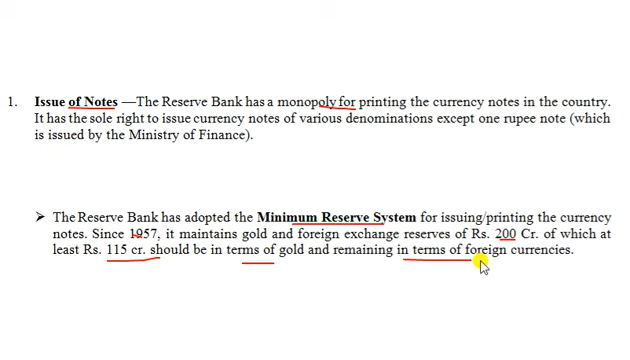 1. Issue of Notes —The Reserve Bank has a monopoly for printing the currency notes in the country.
It has the sole right to issue currency notes of various denominations except one rupee note (which
is issued by the Ministry of Finance).
➢ The Reserve Bank has adopted the Minimum Reserve System for issuing/printing the currency
notes. Since 1957, it maintains gold and foreign exchange reserves of Rs. 200 Cr. of which at
least Rs. 115 cr. should be in terms of gold and remaining in terms of foreign currencies.